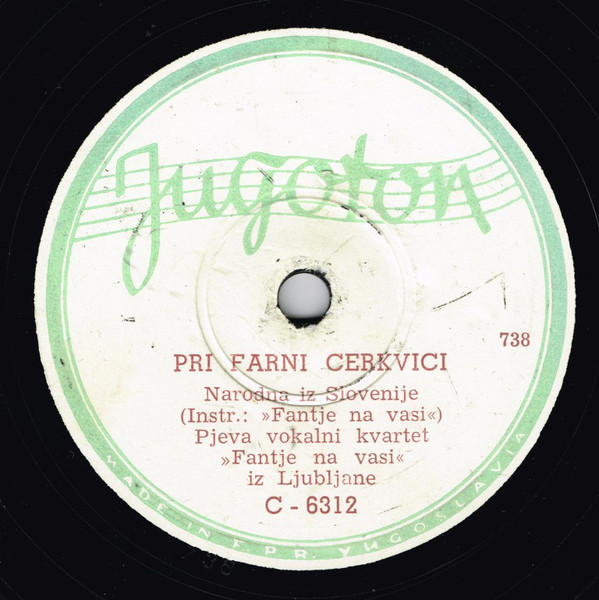 Jugoton
738
PRI FARNI CERKVICI
Narodna iz Slovenije
(Instr.: »Fantje na vasi«)
Pjeva vokalni kvartet
»Fantje na vasi«
iz Ljubljane
C - 6312
MADE IN F.P.R. YUGOSLAVIA